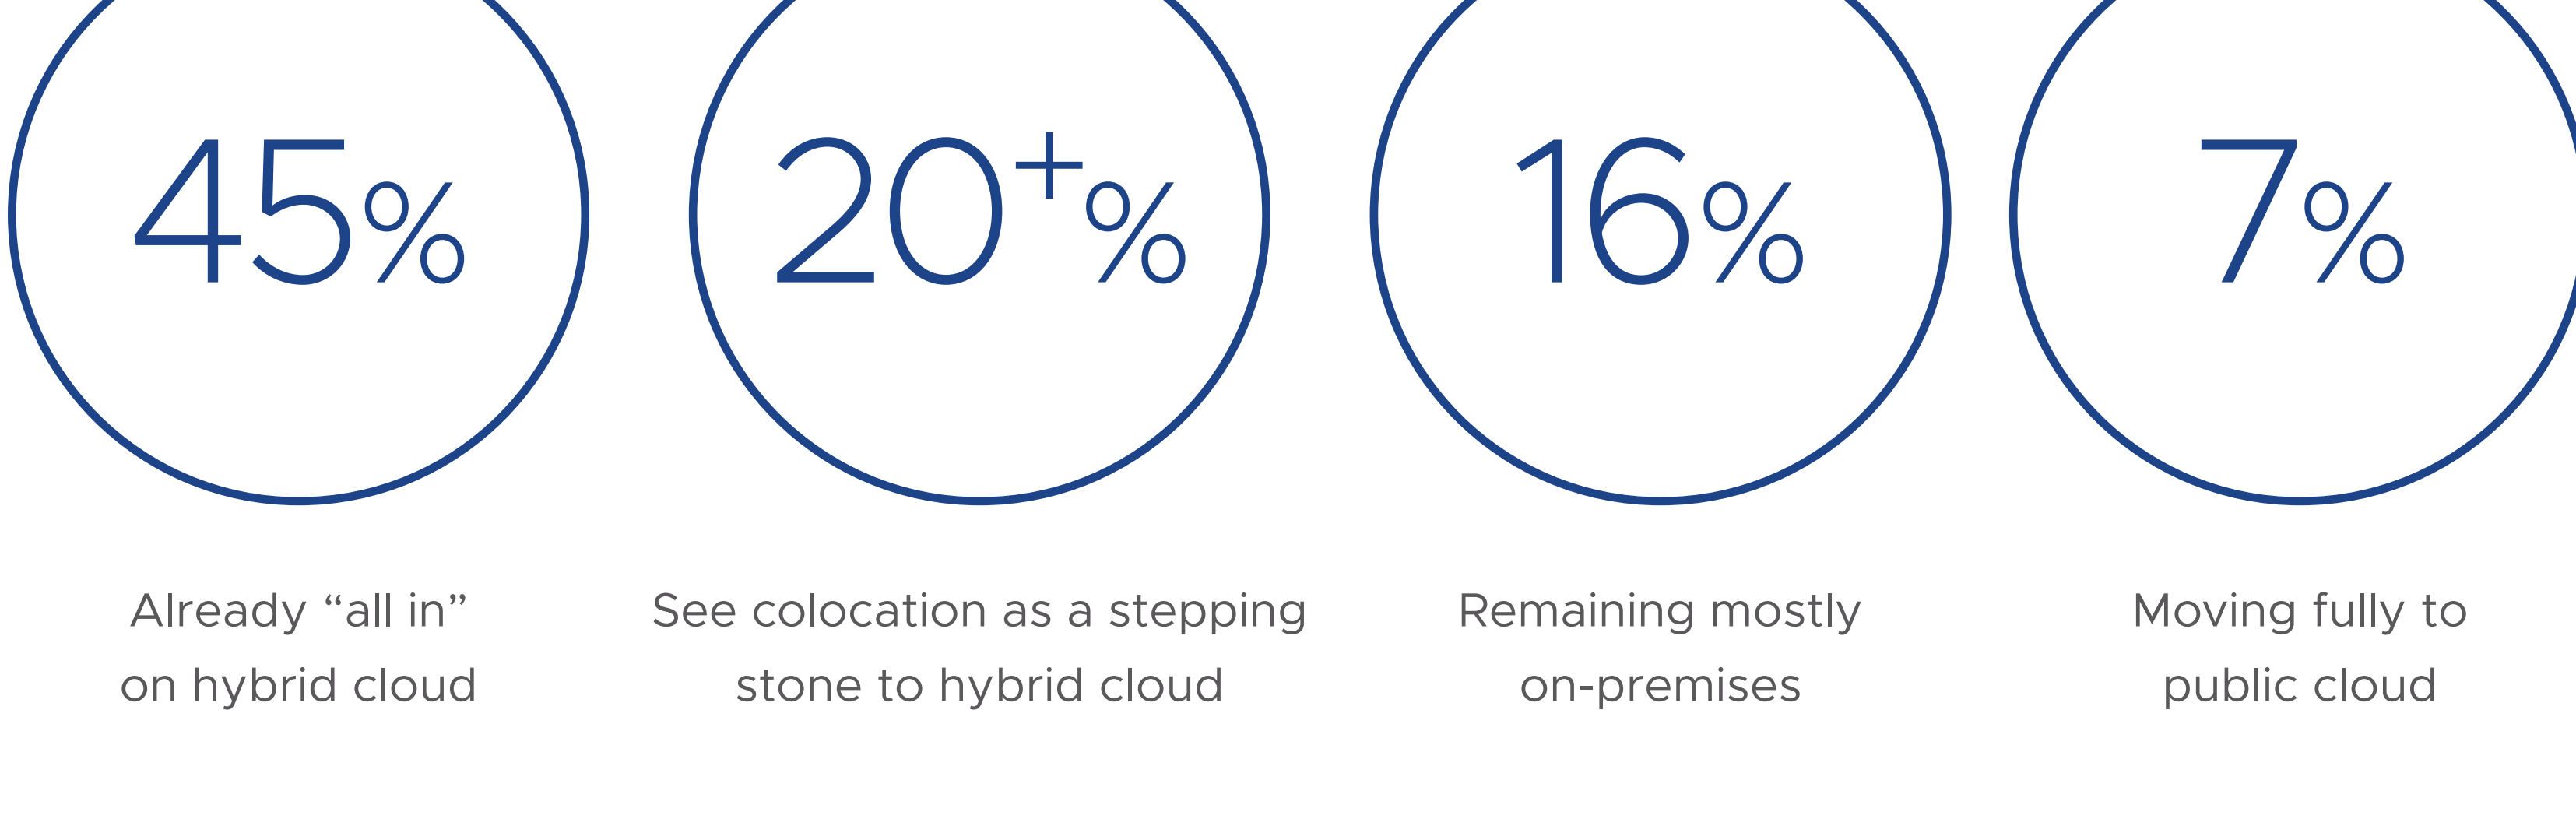 45%
20+%
16%
7%
Already “all in”
on hybrid cloud
See colocation as a stepping
stone to hybrid cloud
Remaining mostly
on-premises
Moving fully to
public cloud